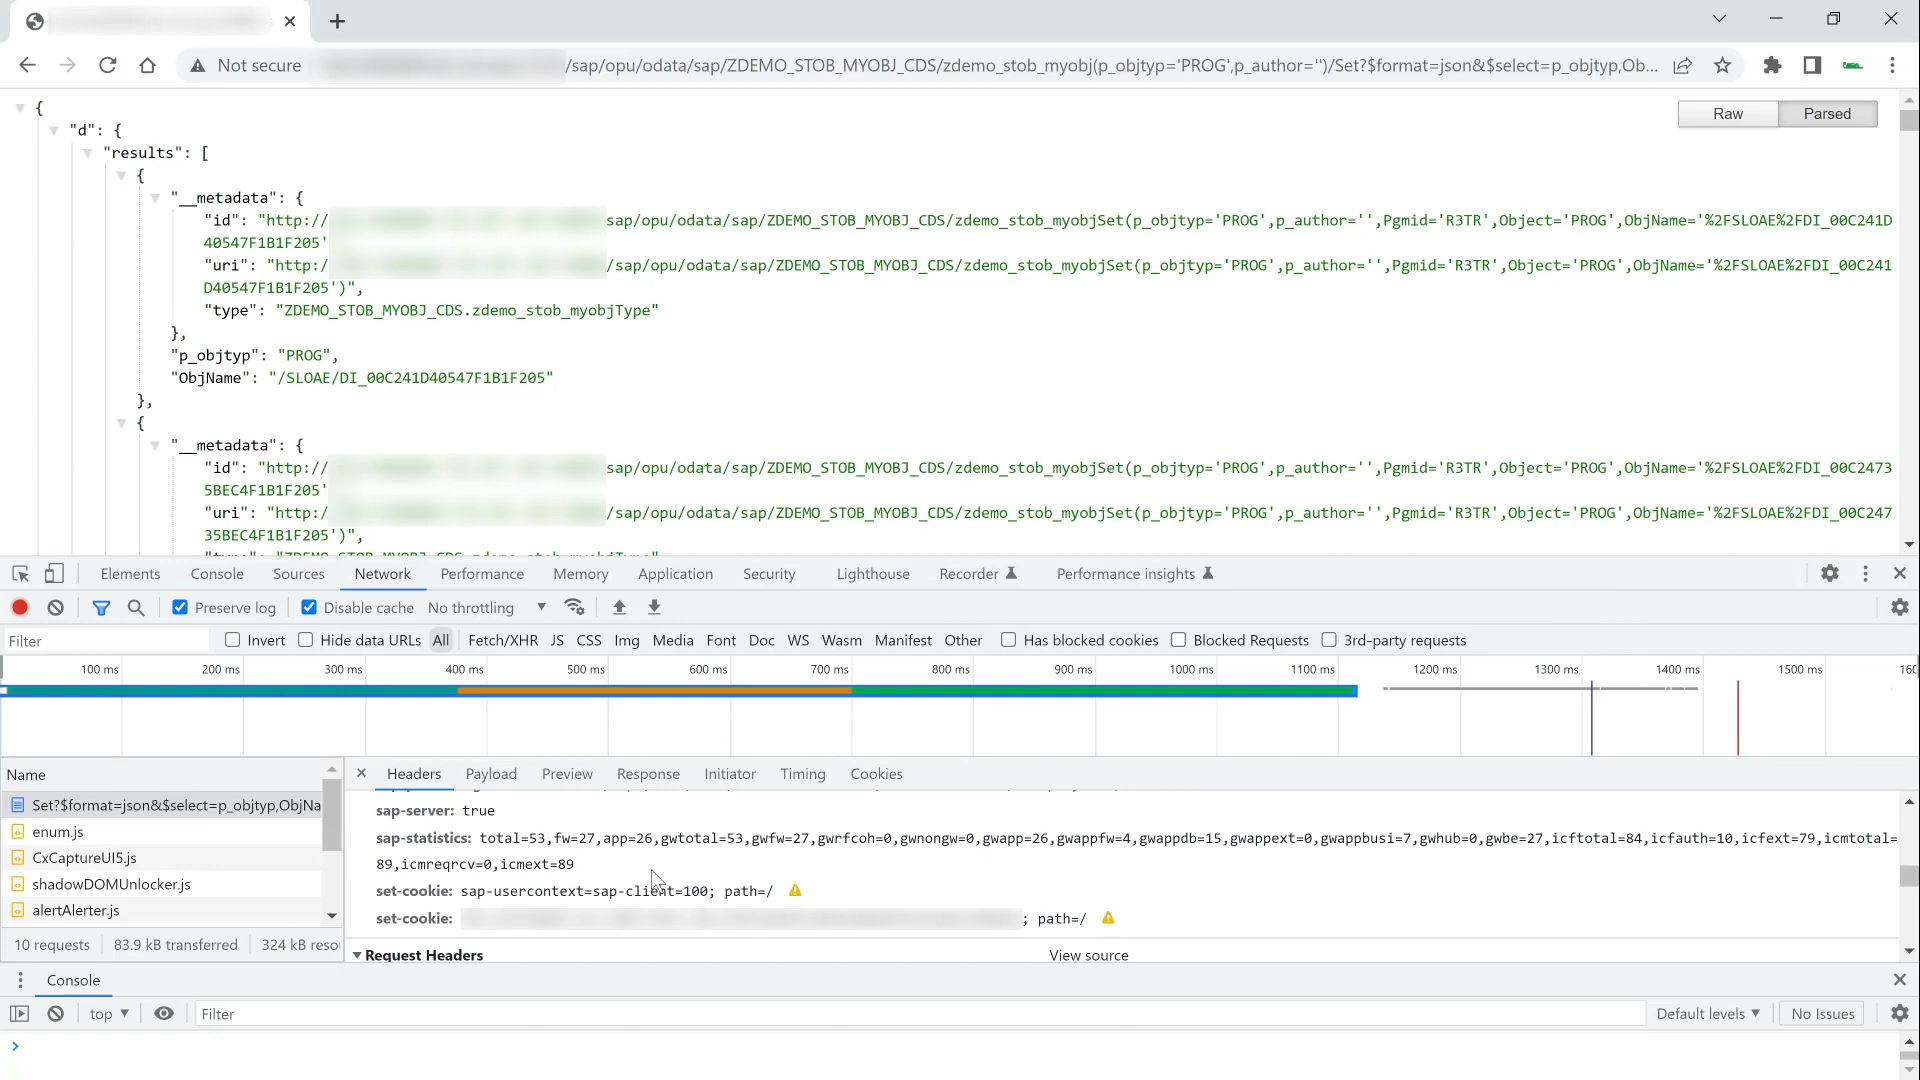 Not secure /sap/opu/odata/sap/ZDEMO_STOB_MYOBJ_CDS/zdemo_stob_myobj(p_objtyp='PROG',p_author='')/Set?$format=json&$select=p_objtyp,Ob...
Raw Parsed
{
"d": {
"results": [
{
"__metadata": {
"id": "http:// sap/opu/odata/sap/ZDEMO_STOB_MYOBJ_CDS/zdemo_stob_myobjSet(p_objtyp='PROG',p_author='',Pgmid='R3TR',Object='PROG',ObjName='%2FSLOAE%2FDI_00C241D
40547F1B1F205'
"uri": "http:/ /sap/opu/odata/sap/ZDEMO_STOB_MYOBJ_CDS/zdemo_stob_myobjSet(p_objtyp='PROG',p_author='',Pgmid='R3TR',Object='PROG',ObjName='%2FSLOAE%2FDI_00C241
D40547F1B1F205')",
"type": "ZDEMO_STOB_MYOBJ_CDS.zdemo_stob_myobjType"
},
"p_objtyp": "PROG",
"ObjName": "/SLOAE/DI_00C241D40547F1B1F205"
},
{
"__metadata": {
"id": "http:// sap/opu/odata/sap/ZDEMO_STOB_MYOBJ_CDS/zdemo_stob_myobjSet(p_objtyp='PROG',p_author='',Pgmid='R3TR',Object='PROG',ObjName='%2FSLOAE%2FDI_00C2473
5BEC4F1B1F205'
"uri": "http:/ /sap/opu/odata/sap/ZDEMO_STOB_MYOBJ_CDS/zdemo_stob_myobjSet(p_objtyp='PROG',p_author='',Pgmid='R3TR',Object='PROG',ObjName='%2FSLOAE%2FDI_00C247
35BEC4F1B1F205')",
Elements Console Sources Network Performance Memory Application Security Lighthouse Recorder Performance insights
Preserve log Disable cache No throttling
Filter Invert Hide data URLs All Fetch/XHR JS CSS Img Media Font Doc WS Wasm Manifest Other Has blocked cookies Blocked Requests 3rd-party requests
100 ms 200 ms 300 ms 400 ms 500 ms 600 ms 700 ms 800 ms 900 ms 1000 ms 1100 ms 1200 ms 1300 ms 1400 ms 1500 ms 160
Name Headers Payload Preview Response Initiator Timing Cookies
Set?$format=json&$select=p_objtyp,ObjNa
enum.js
CxCaptureUI5.js
shadowDOMUnlocker.js
alertAlerter.js
10 requests 83.9 kB transferred 324 kB reso
sap-server: true
sap-statistics: total=53,fw=27,app=26,gwtotal=53,gwfw=27,gwrfcoh=0,gwnongw=0,gwapp=26,gwappfw=4,gwappdb=15,gwappext=0,gwappbusi=7,gwhub=0,gwbe=27,icftotal=84,icfauth=10,icfext=79,icmtotal=
89,icmreqrcv=0,icmext=89
set-cookie: sap-usercontext=sap-client=100; path=/
set-cookie: ; path=/
Request Headers View source
Console
top Filter Default levels No Issues